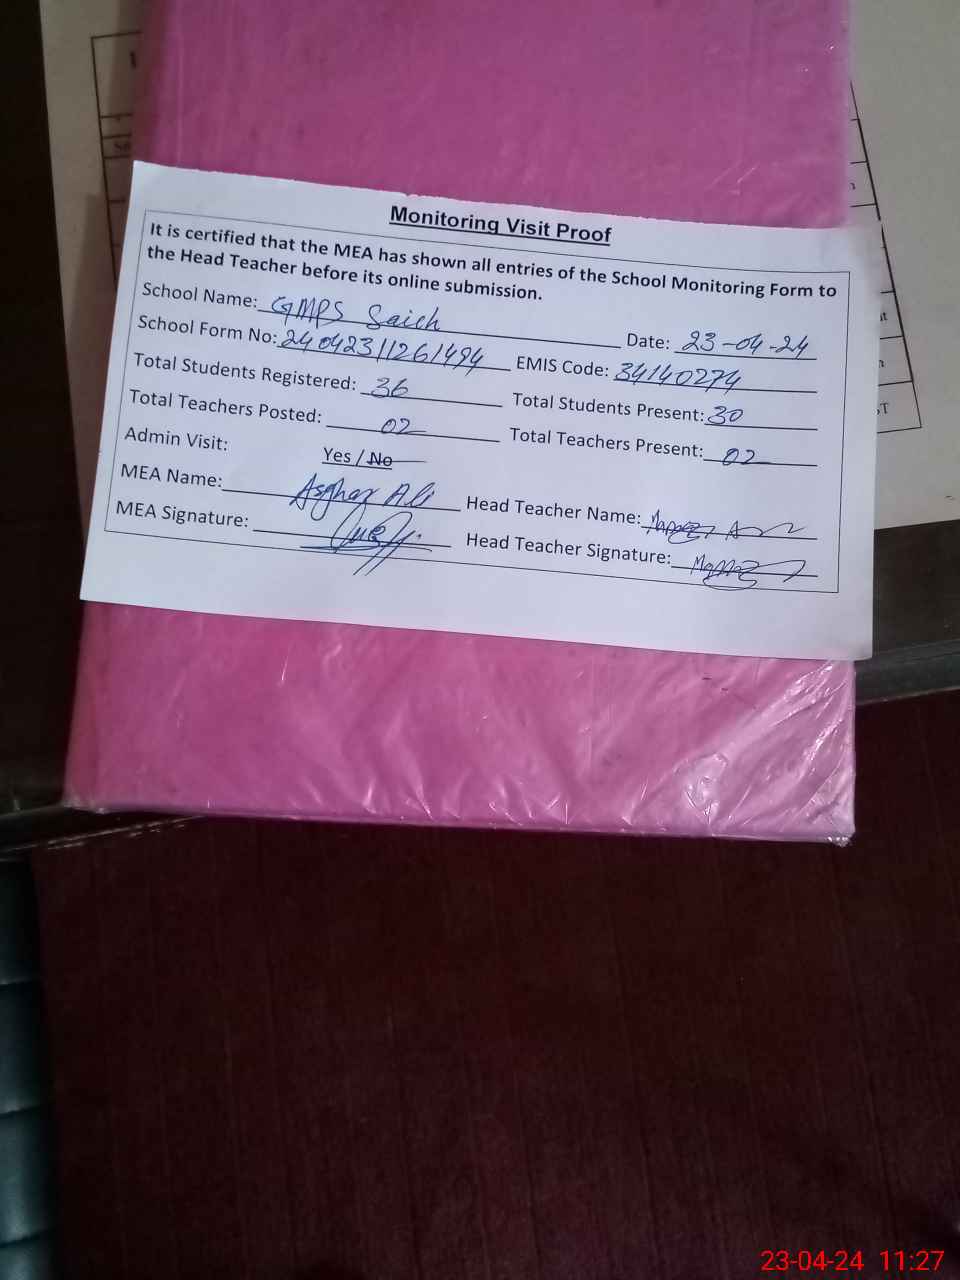 Monitoring Visit Proof
It is certified that the MEA has shown all entries of the School Monitoring Form to
the Head Teacher before its online submission.
School Name: GMPS Saich Date: 23-04-24
School Form No: 24042311261494 EMIS Code: 34140274
Total Students Registered: 36 Total Students Present: 30
Total Teachers Posted: 02 Total Teachers Present: 02
Admin Visit: Yes / No
MEA Name: Asghar Ali Head Teacher Name:
MEA Signature: Head Teacher Signature:
23-04-24 11:27